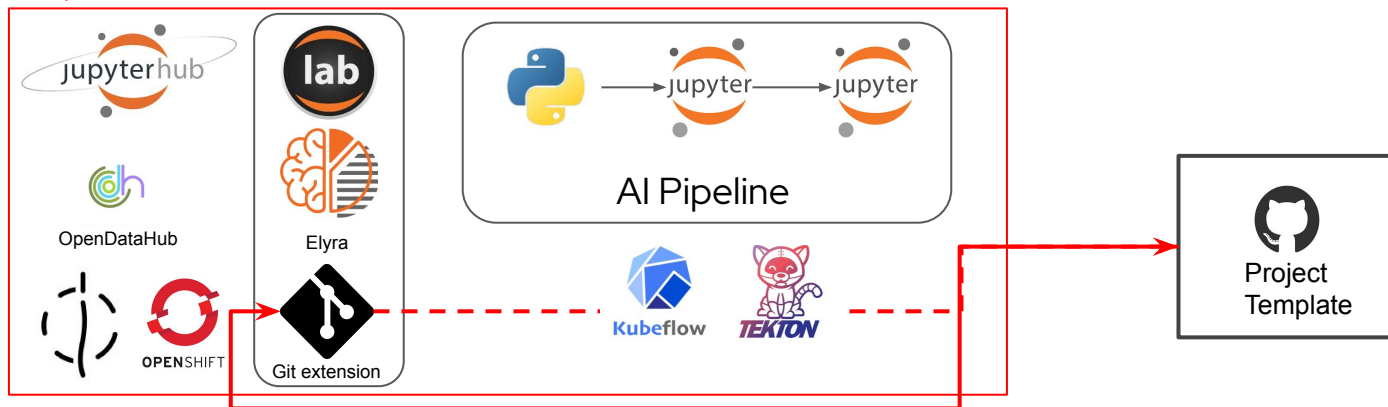 jupyterhub
lab
jupyter
jupyter
AI Pipeline
OpenDataHub
Elyra
OPENSHIFT
Git extension
Kubeflow
TEKTON
Project
Template